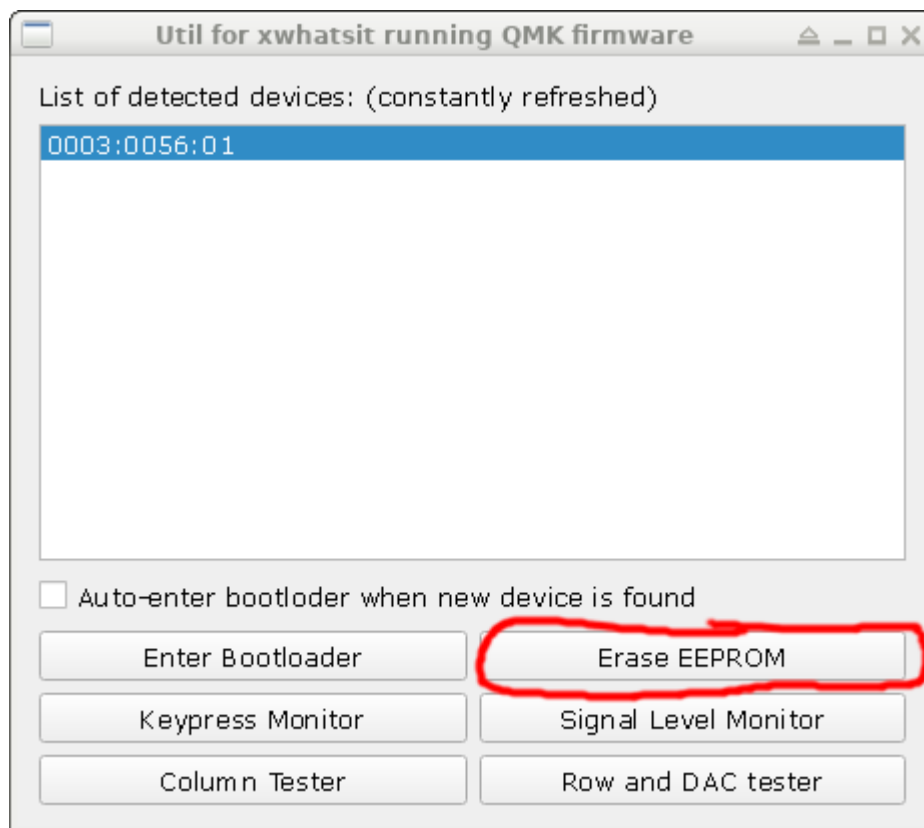 Util for xwhatsit running QMK firmware
List of detected devices: (constantly refreshed)
0003:0056:01
Auto-enter bootloder when new device is found
Enter Bootloader
Erase EEPROM
Keypress Monitor
Signal Level Monitor
Column Tester
Row and DAC tester